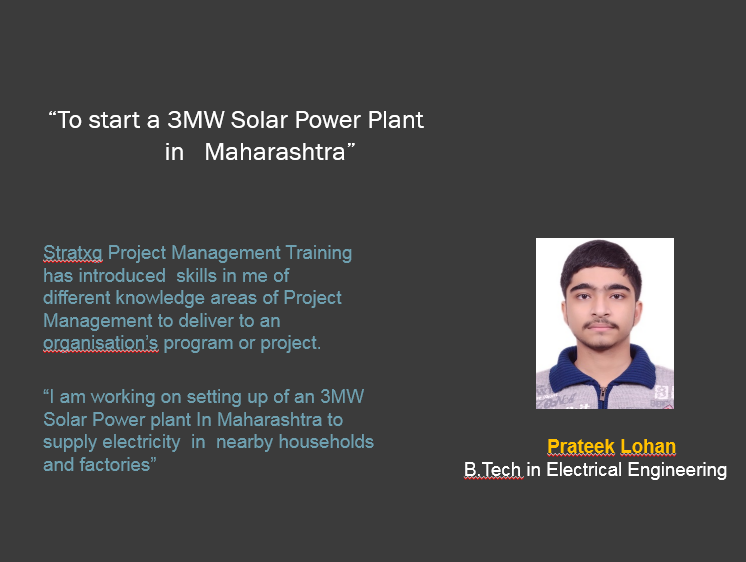 “To start a 3MW Solar Power Plant
in Maharashtra”
Stratxg Project Management Training
has introduced skills in me of
different knowledge areas of Project
Management to deliver to an
organisation’s program or project.
“I am working on setting up of an 3MW
Solar Power plant In Maharashtra to
supply electricity in nearby households
and factories”
Prateek Lohan
B.Tech in Electrical Engineering